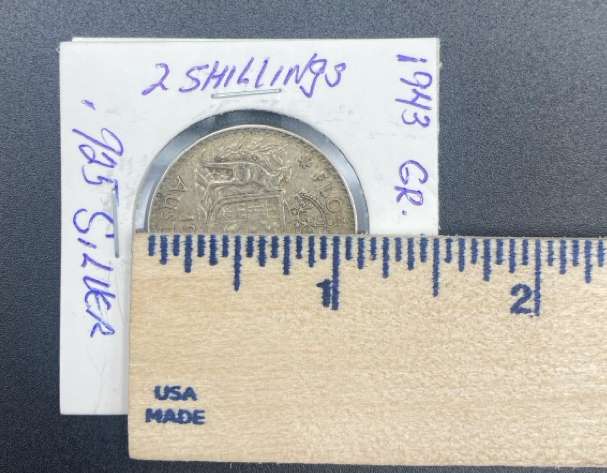 2 SHILLINGS
1943 GR.
.925 SILVER
1 2
USA
MADE